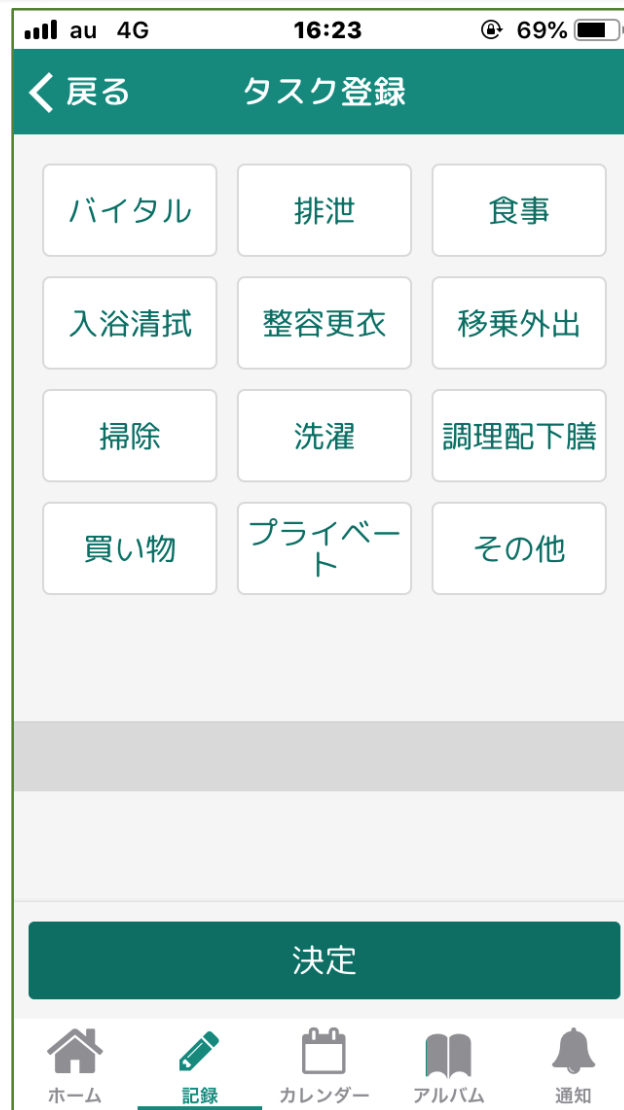 au 4G 16:23 69%
戻る タスク登録
バイタル 排泄 食事
入浴清拭 整容更衣 移乗外出
掃除 洗濯 調理配下膳
買い物 プライベー
ト その他
決定
ホーム 記録 カレンダー アルバム 通知